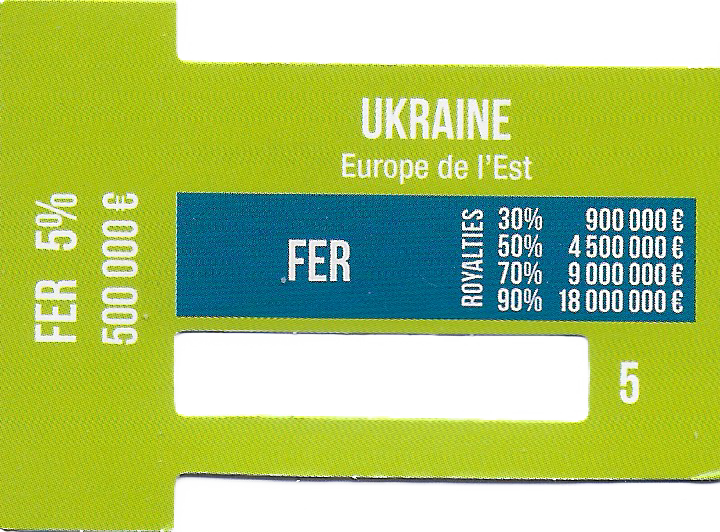 UKRAINE
Europe de l'Est
FER 5%
500 000 €
FER
ROYALTIES
30% 900 000 €
50% 4 500 000 €
70% 9 000 000 €
90% 18 000 000 €
5